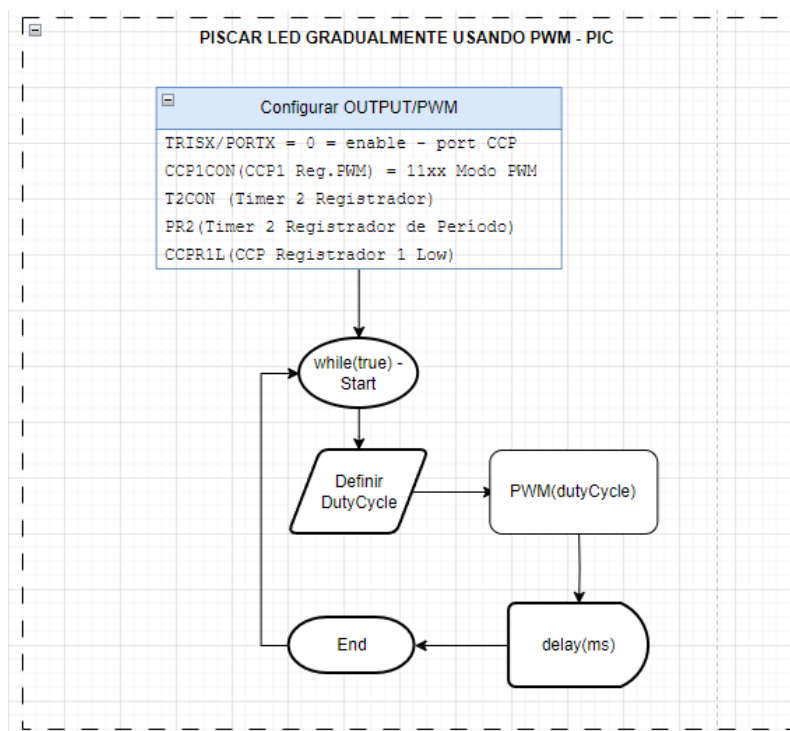 PISCAR LED GRADUALMENTE USANDO PWM - PIC
Configurar OUTPUT/PWM
TRISX/PORTX = 0 = enable - port CCP
CCP1CON(CCP1 Reg.PWM) = 11xx Modo PWM
T2CON (Timer 2 Registrador)
PR2(Timer 2 Registrador de Período)
CCPR1L(CCP Registrador 1 Low)
while(true) -
Start
Definir
DutyCycle
PWM(dutyCycle)
delay(ms)
End